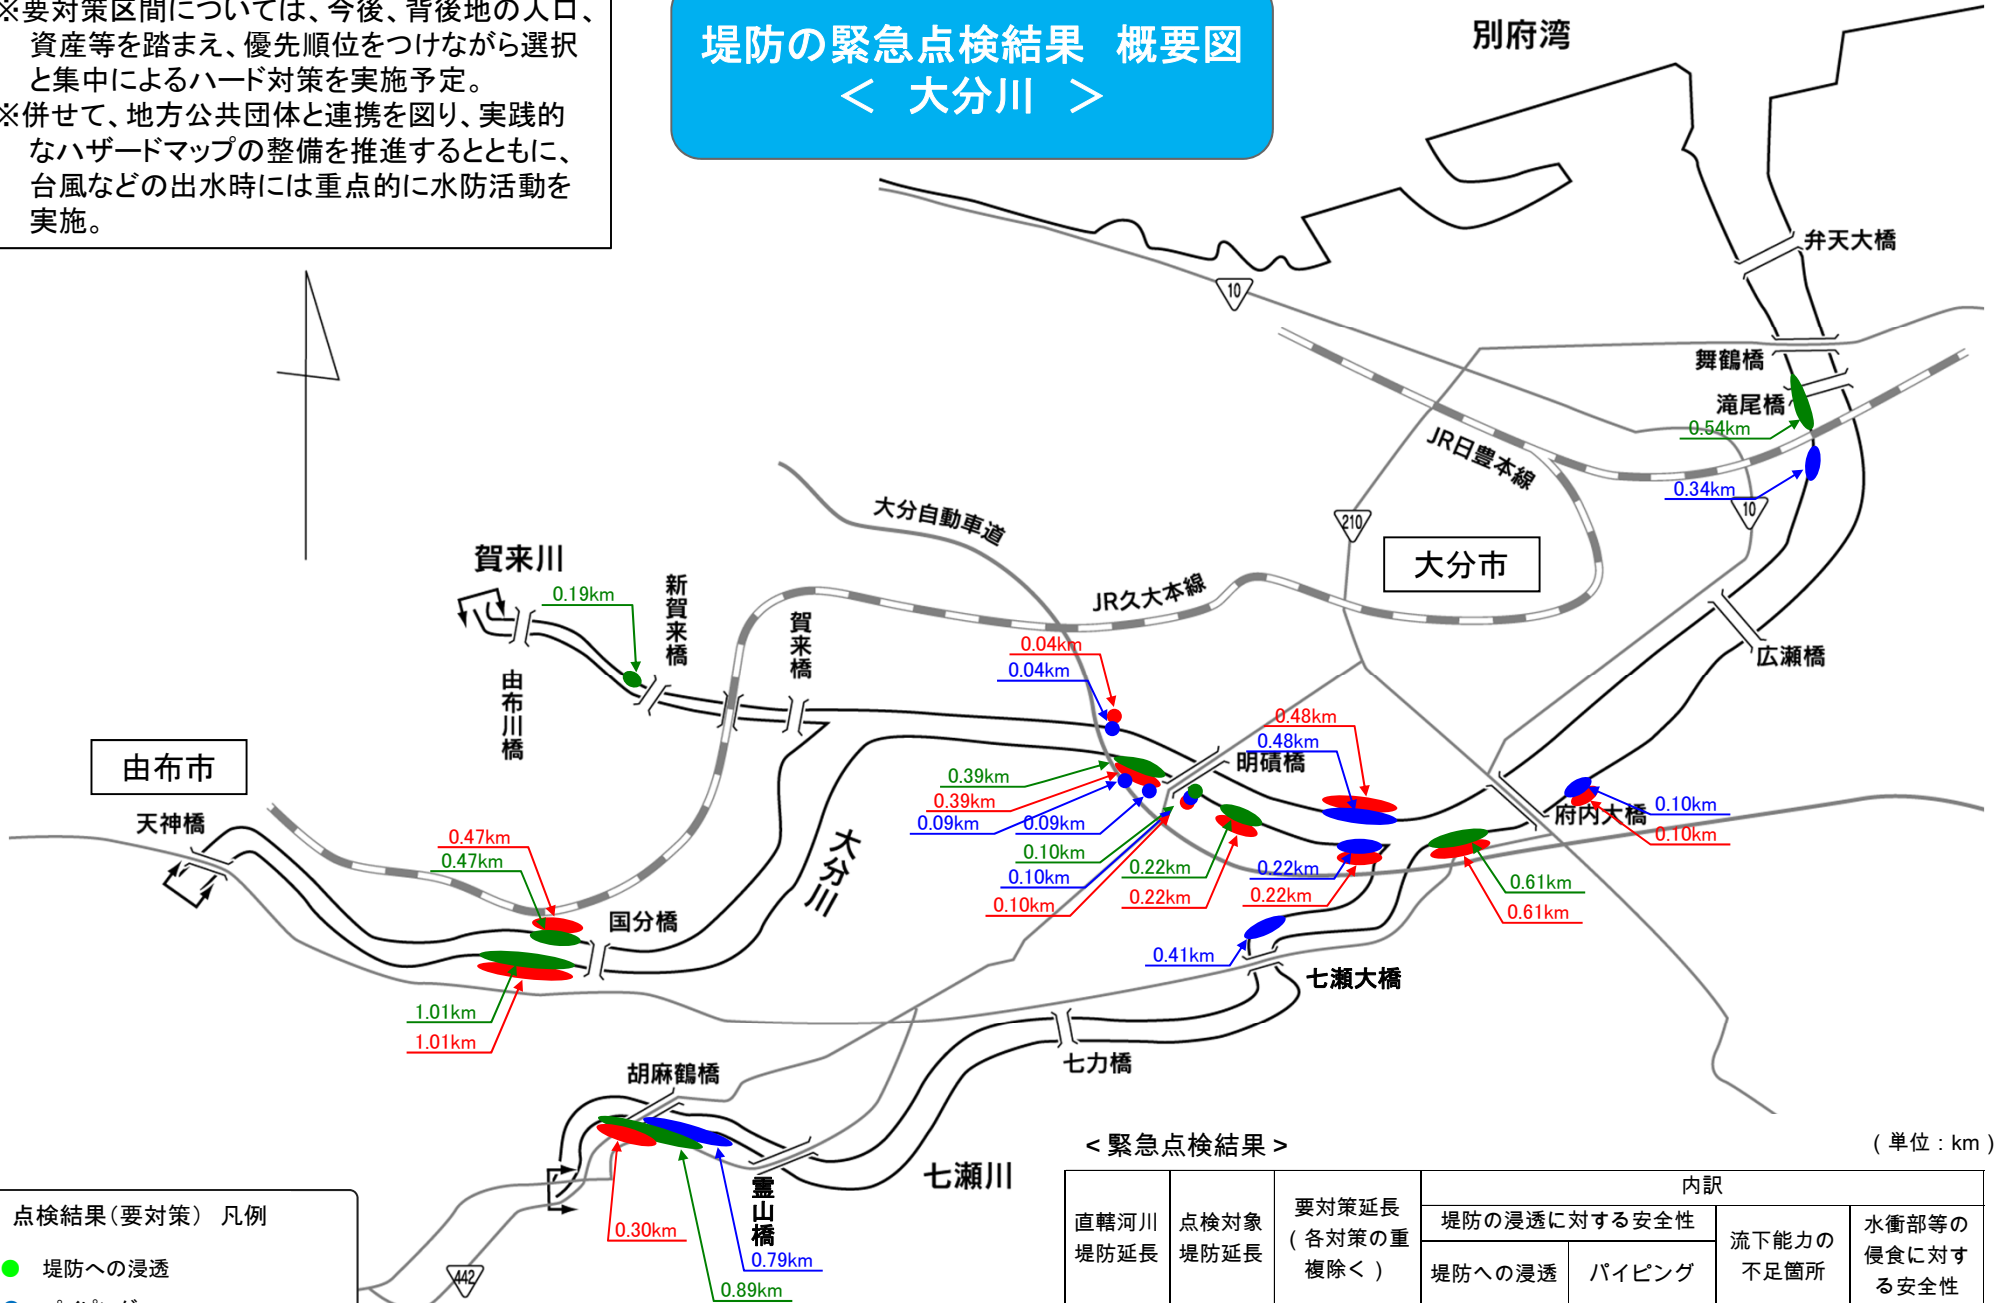 ※要対策区間については、今後、背後地の人口、
資産等を踏まえ、優先順位をつけながら選択
と集中によるハード対策を実施予定。
※併せて、地方公共団体と連携を図り、実践的
なハザードマップの整備を推進するとともに、
台風などの出水時には重点的に水防活動を
実施。
堤防の緊急点検結果 概要図
＜ 大分川 ＞
別府湾
弁天大橋
10
舞鶴橋
滝尾橋
0.54km
JR日豊本線
0.34km
10
大分自動車道
210
大分市
賀来川
0.19km
新賀来橋
賀来橋
JR久大本線
由布川橋
0.04km
0.04km
広瀬橋
0.48km
0.48km
明磧橋
由布市
0.39km
0.39km
0.09km
0.09km
0.10km
0.10km
0.10km
府内大橋
0.10km
0.10km
天神橋
0.47km
0.47km
大分川
0.22km
0.22km
0.22km
0.22km
0.61km
0.61km
国分橋
0.41km
七瀬大橋
1.01km
1.01km
七力橋
胡麻鶴橋
七瀬川
霊山橋
0.30km
0.79km
0.89km
442
点検結果(要対策) 凡例
堤防への浸透
<緊急点検結果>
(単位:km)
直轄河川
堤防延長
点検対象
堤防延長
要対策延長
(各対策の重
複除く)
内訳
堤防の浸透に対する安全性
堤防への浸透
パイピング
流下能力の
不足箇所
水衝部等の
侵食に対す
る安全性